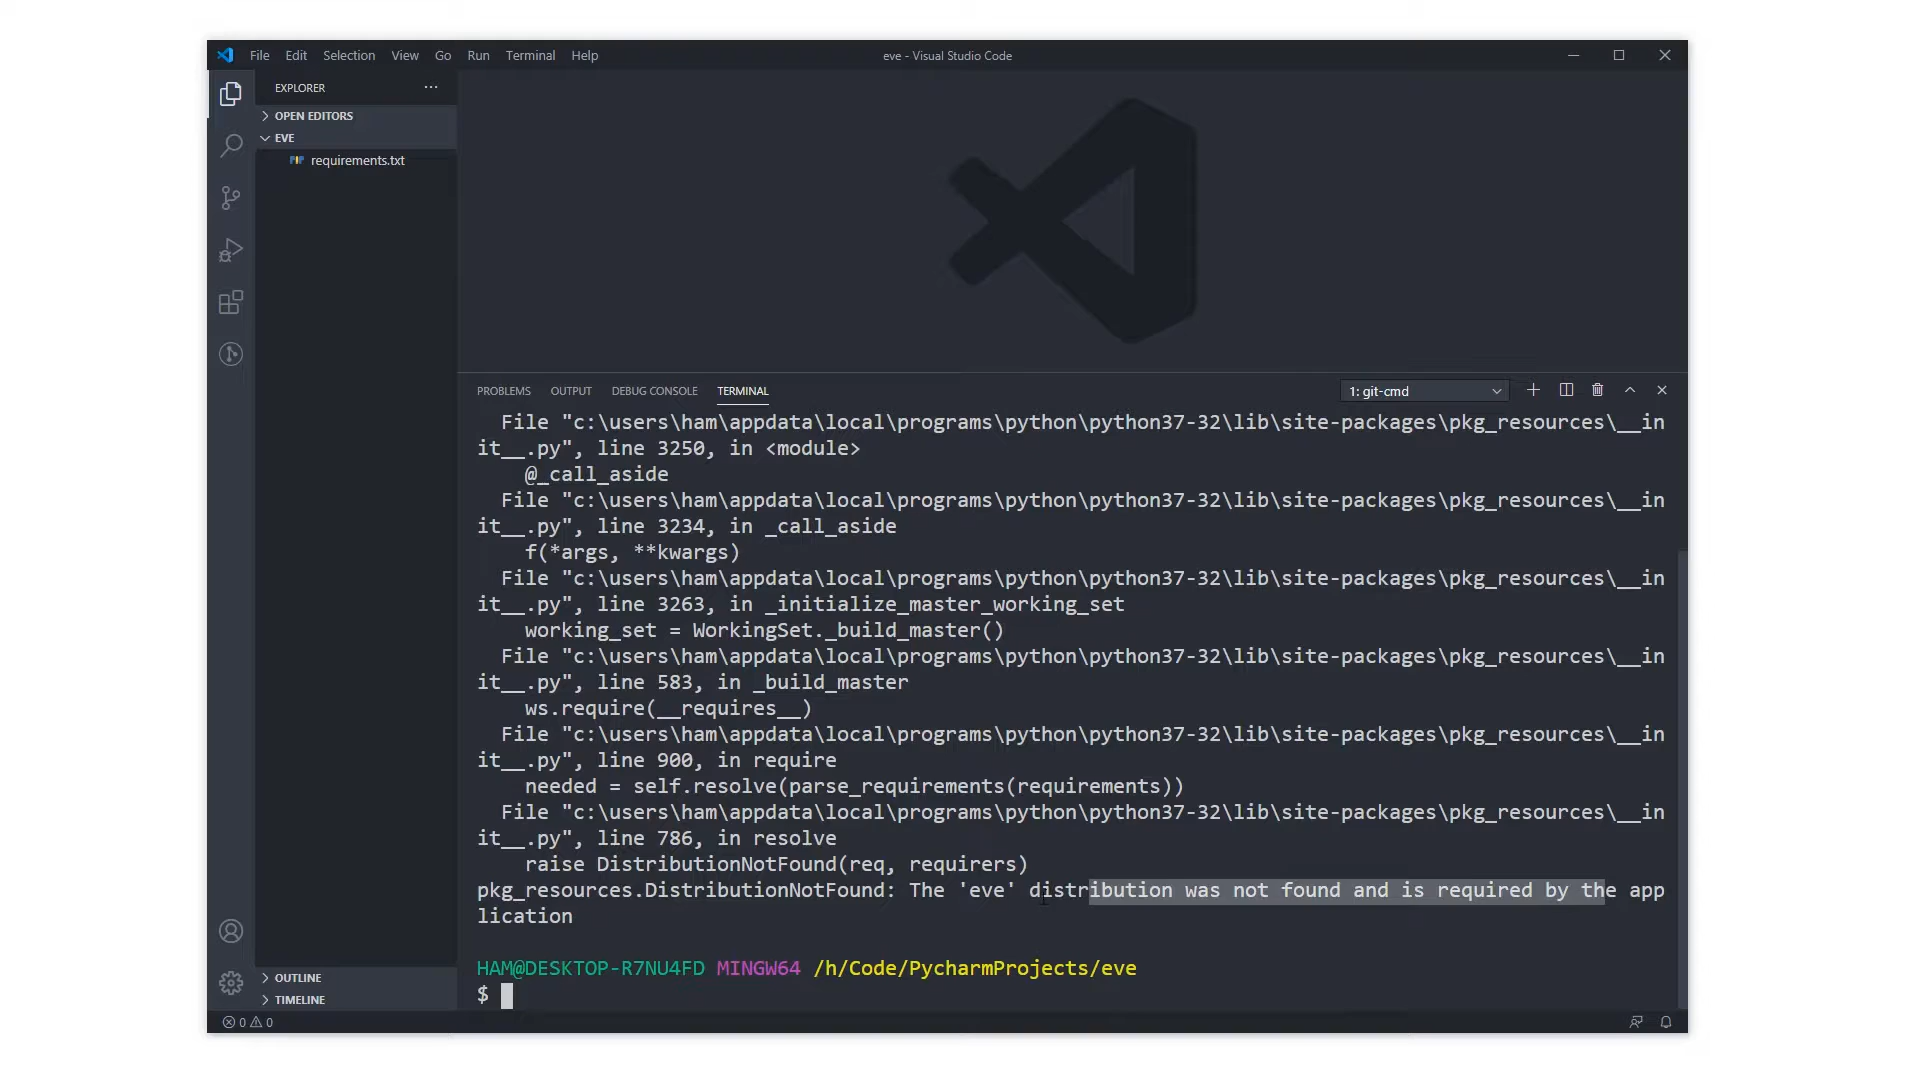 File Edit Selection View Go Run Terminal Help
eve - Visual Studio Code
EXPLORER
OPEN EDITORS
EVE
requirements.txt
OUTLINE
TIMELINE
PROBLEMS OUTPUT DEBUG CONSOLE TERMINAL
1: git-cmd
File "c:\users\ham\appdata\local\programs\python\python37-32\lib\site-packages\pkg_resources\__in
it__.py", line 3250, in <module>
@_call_aside
File "c:\users\ham\appdata\local\programs\python\python37-32\lib\site-packages\pkg_resources\__in
it__.py", line 3234, in _call_aside
f(*args, **kwargs)
File "c:\users\ham\appdata\local\programs\python\python37-32\lib\site-packages\pkg_resources\__in
it__.py", line 3263, in _initialize_master_working_set
working_set = WorkingSet._build_master()
File "c:\users\ham\appdata\local\programs\python\python37-32\lib\site-packages\pkg_resources\__in
it__.py", line 583, in _build_master
ws.require(__requires__)
File "c:\users\ham\appdata\local\programs\python\python37-32\lib\site-packages\pkg_resources\__in
it__.py", line 900, in require
needed = self.resolve(parse_requirements(requirements))
File "c:\users\ham\appdata\local\programs\python\python37-32\lib\site-packages\pkg_resources\__in
it__.py", line 786, in resolve
raise DistributionNotFound(req, requirers)
pkg_resources.DistributionNotFound: The 'eve' distribution was not found and is required by the app
lication
HAM@DESKTOP-R7NU4FD MINGW64 /h/Code/PycharmProjects/eve
$
0 0